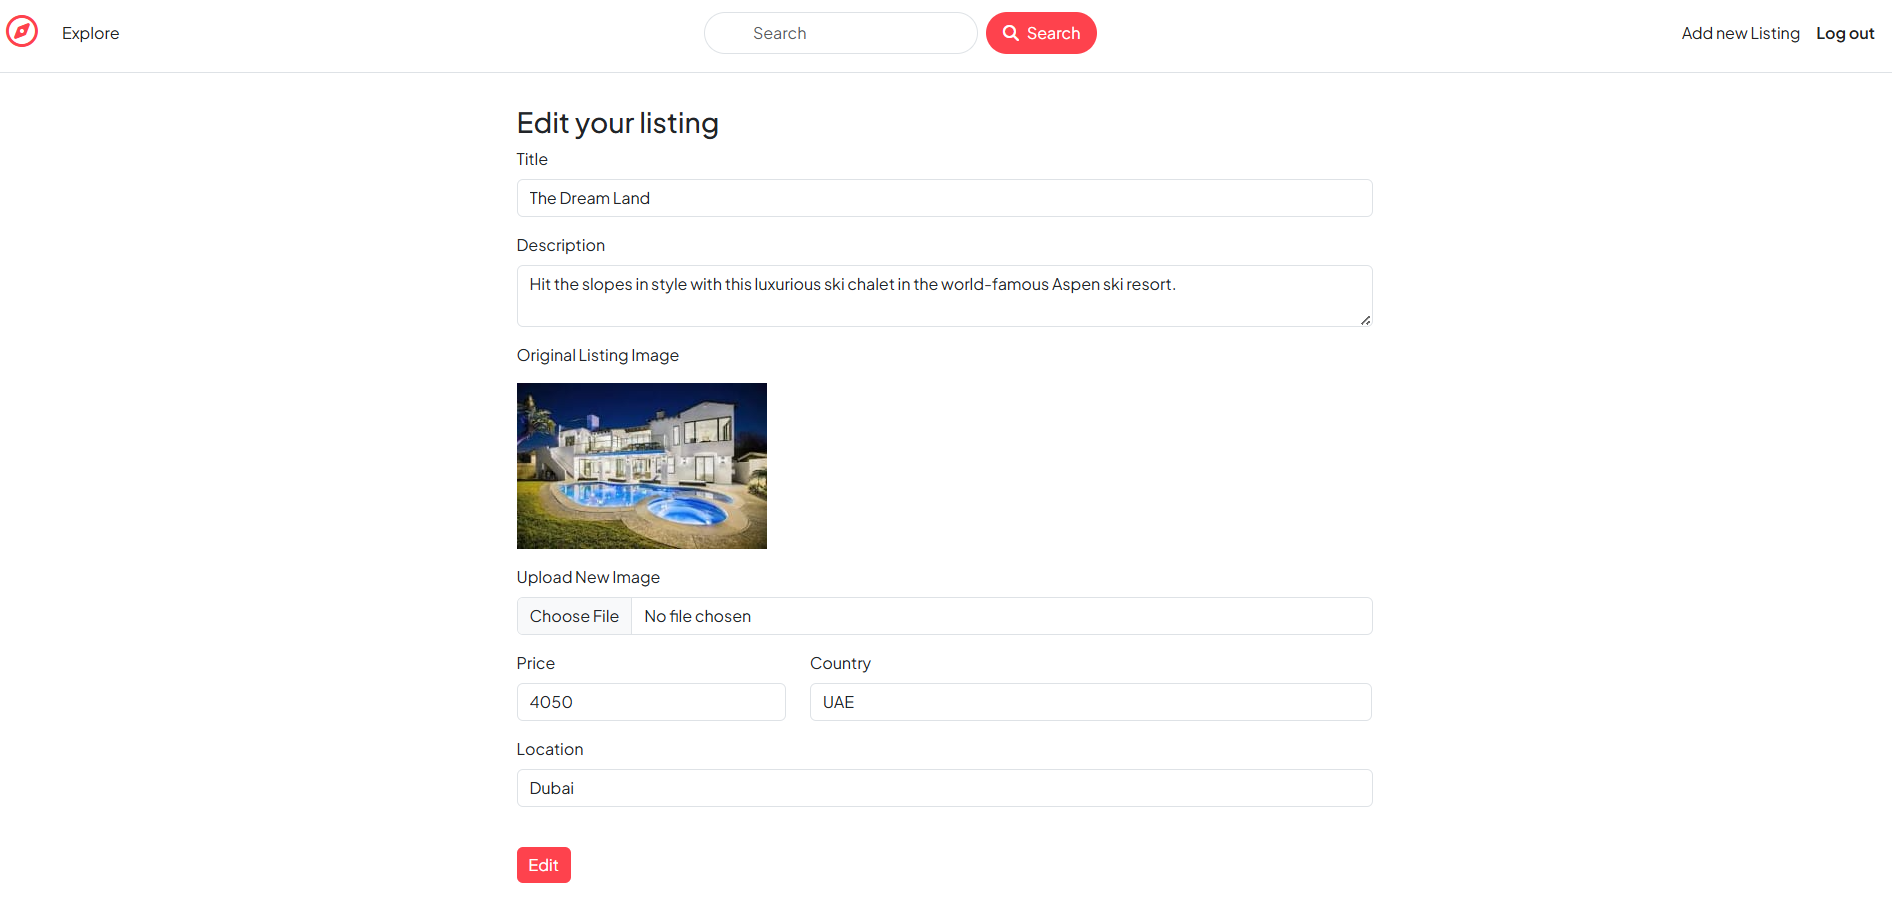 Explore
Search
Search
Add new Listing
Log out
Edit your listing
Title
The Dream Land
Description
Hit the slopes in style with this luxurious ski chalet in the world-famous Aspen ski resort.
Original Listing Image
Upload New Image
Choose File No file chosen
Price
Country
4050
UAE
Location
Dubai
Edit